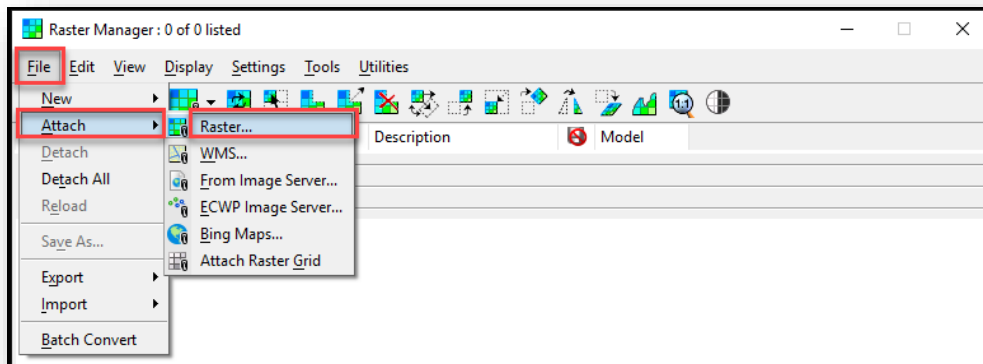 Raster Manager : 0 of 0 listed
File Edit View Display Settings Tools Utilities
New
1:1
Attach
Raster...
Description Model
Detach
WMS...
Detach All
From Image Server...
Reload
ECWP Image Server...
Save As...
Bing Maps...
Attach Raster Grid
Export
Import
Batch Convert